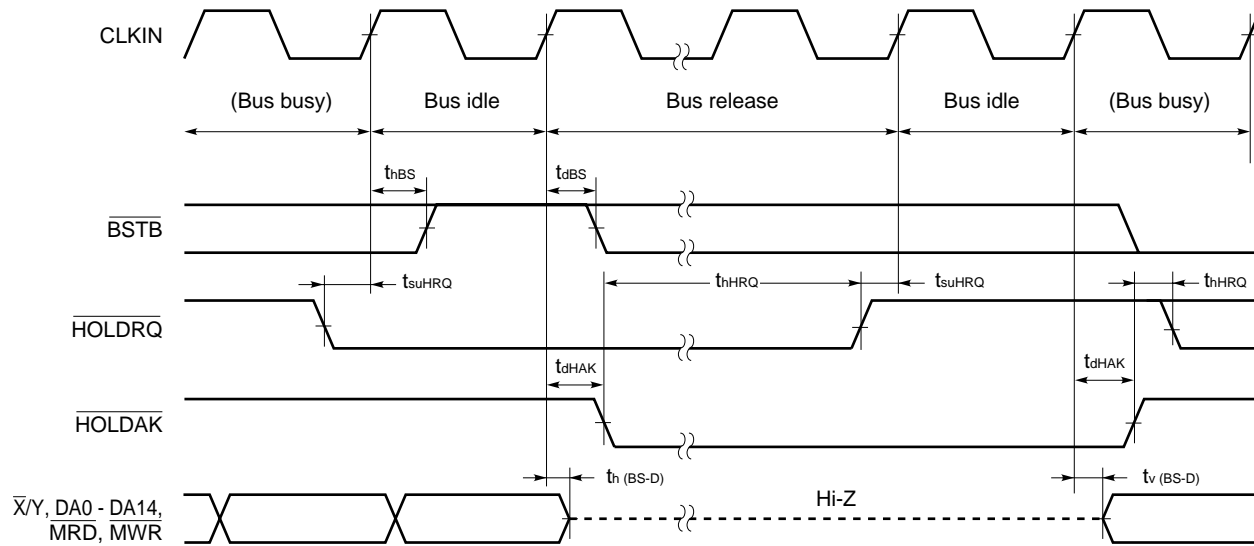 CLKIN
(Bus busy) Bus idle Bus release Bus idle (Bus busy)
thBS tdBS
BSTB
tsuHRQ thHRQ tsuHRQ thHRQ
HOLDRQ
tdHAK tdHAK
HOLDAK
th (BS-D) tv (BS-D)
X/Y, DA0 - DA14,
MRD, MWR
Hi-Z